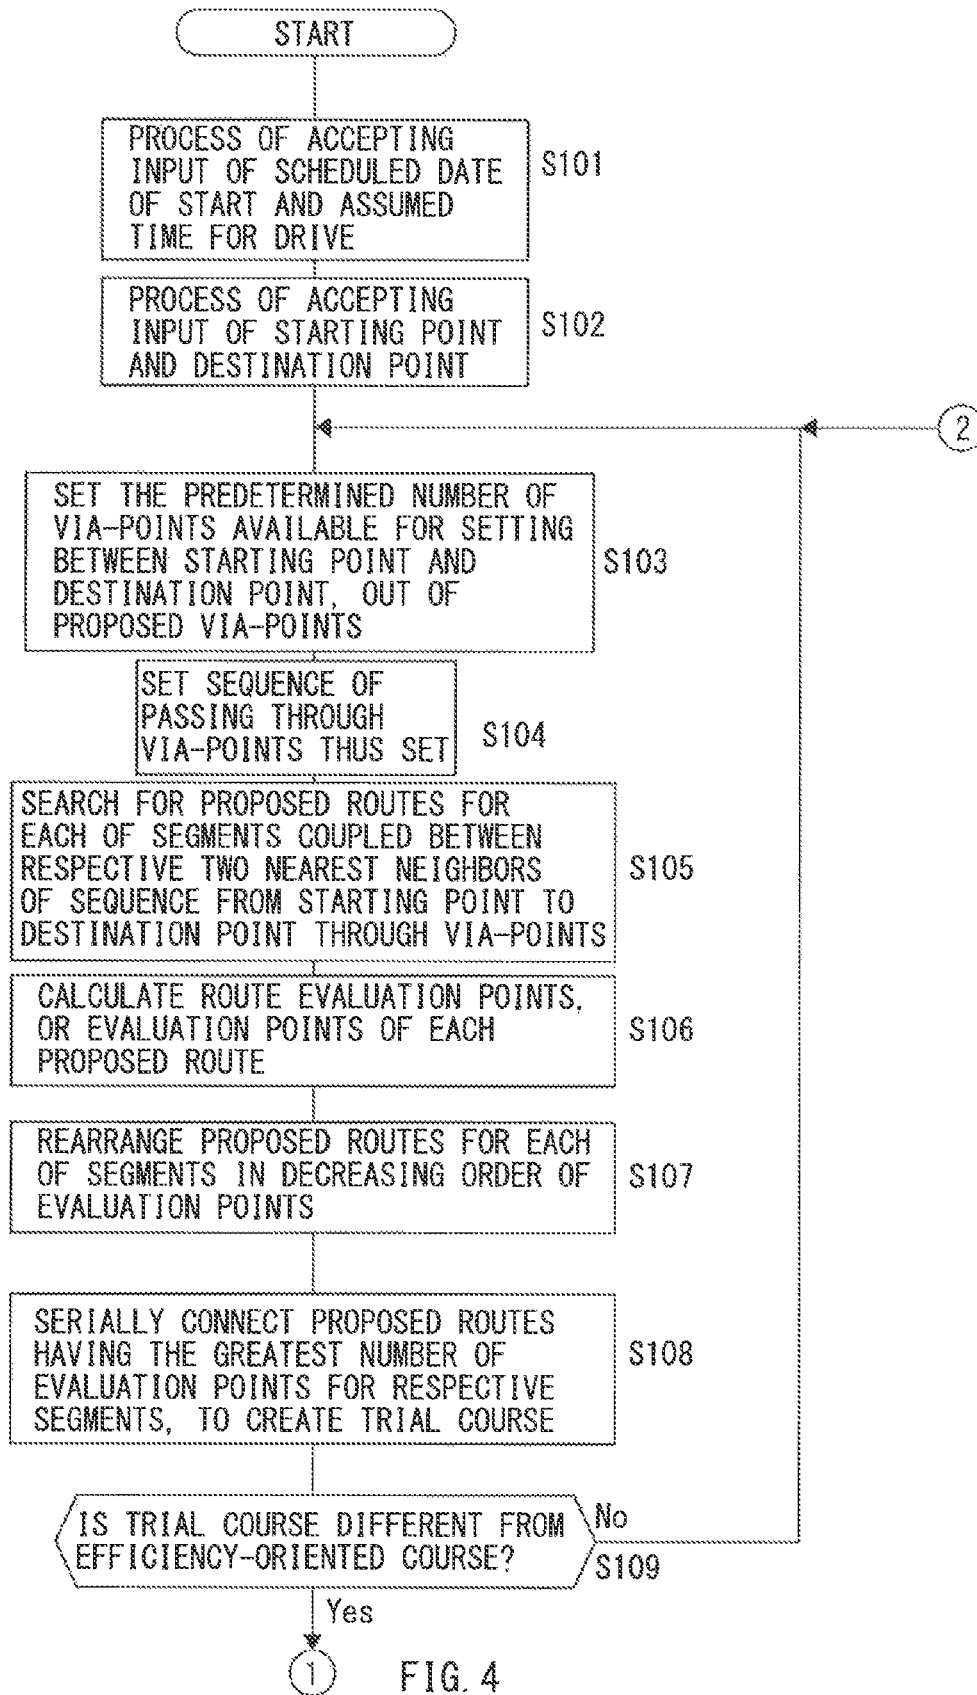 START
PROCESS OF ACCEPTING
INPUT OF SCHEDULED DATE
OF START AND ASSUMED
TIME FOR DRIVE
S101
PROCESS OF ACCEPTING
INPUT OF STARTING POINT
AND DESTINATION POINT
S102
2
SET THE PREDETERMINED NUMBER OF
VIA-POINTS AVAILABLE FOR SETTING
BETWEEN STARTING POINT AND
DESTINATION POINT, OUT OF
PROPOSED VIA-POINTS
S103
SET SEQUENCE OF
PASSING THROUGH
VIA-POINTS THUS SET
S104
SEARCH FOR PROPOSED ROUTES FOR
EACH OF SEGMENTS COUPLED BETWEEN
RESPECTIVE TWO NEAREST NEIGHBORS
OF SEQUENCE FROM STARTING POINT TO
DESTINATION POINT THROUGH VIA-POINTS
S105
CALCULATE ROUTE EVALUATION POINTS,
OR EVALUATION POINTS OF EACH
PROPOSED ROUTE
S106
REARRANGE PROPOSED ROUTES FOR EACH
OF SEGMENTS IN DECREASING ORDER OF
EVALUATION POINTS
S107
SERIALLY CONNECT PROPOSED ROUTES
HAVING THE GREATEST NUMBER OF
EVALUATION POINTS FOR RESPECTIVE
SEGMENTS, TO CREATE TRIAL COURSE
S108
IS TRIAL COURSE DIFFERENT FROM
EFFICIENCY-ORIENTED COURSE?
No
S109
Yes
1
FIG. 4